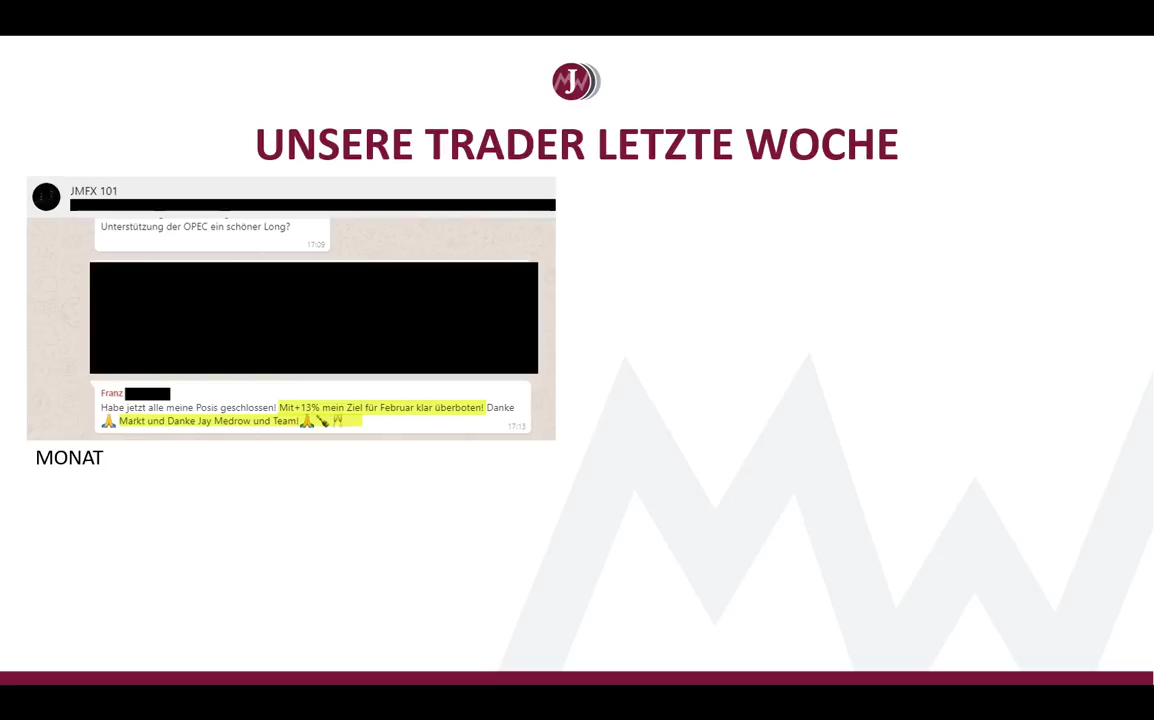 J
UNSERE TRADER LETZTE WOCHE
JMFX 101
Unterstützung der OPEC ein schöner Long?
17:09
Franz
Habe jetzt alle meine Posis geschlossen! Mit+13% mein Ziel für Februar klar überboten! Danke
🙏 Markt und Danke Jay Medrow und Team!🙏🍾🥂
17:13
MONAT